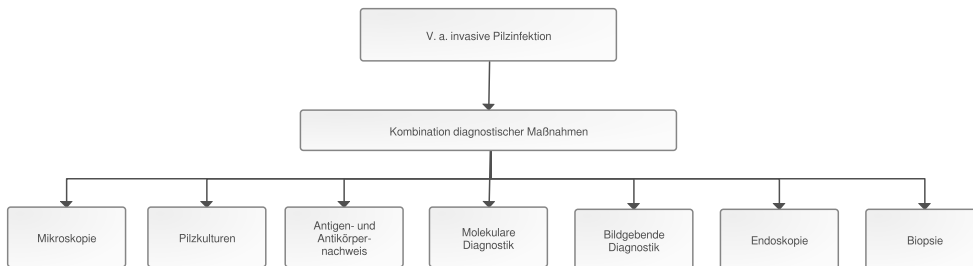 V. a. invasive Pilzinfektion
Kombination diagnostischer Maßnahmen
Mikroskopie
Pilzkulturen
Antigen- und
Antikörper-
nachweis
Molekulare
Diagnostik
Bildgebende
Diagnostik
Endoskopie
Biopsie